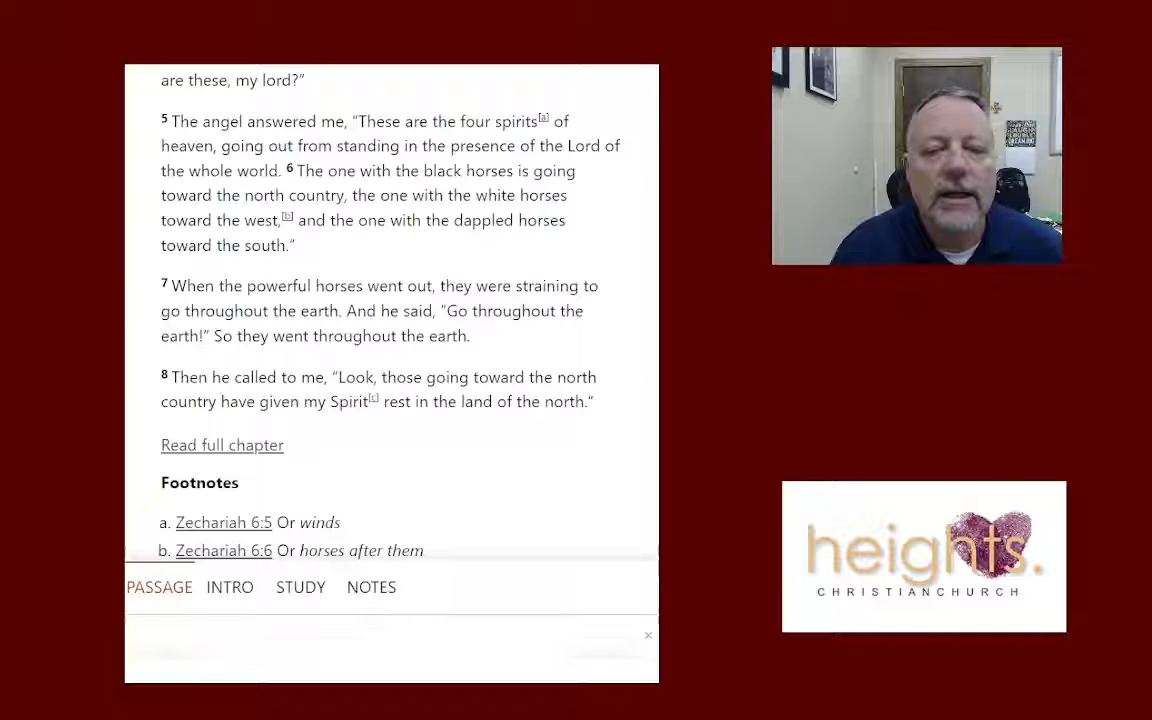 are these, my lord?”
5 The angel answered me, “These are the four spirits[a] of
heaven, going out from standing in the presence of the Lord of
the whole world. 6 The one with the black horses is going
toward the north country, the one with the white horses
toward the west,[b] and the one with the dappled horses
toward the south.”
7 When the powerful horses went out, they were straining to
go throughout the earth. And he said, “Go throughout the
earth!” So they went throughout the earth.
8 Then he called to me, “Look, those going toward the north
country have given my Spirit[c] rest in the land of the north.”
Read full chapter
Footnotes
a. Zechariah 6:5 Or winds
b. Zechariah 6:6 Or horses after them
PASSAGE INTRO STUDY NOTES
heights.
CHRISTIANCHURCH